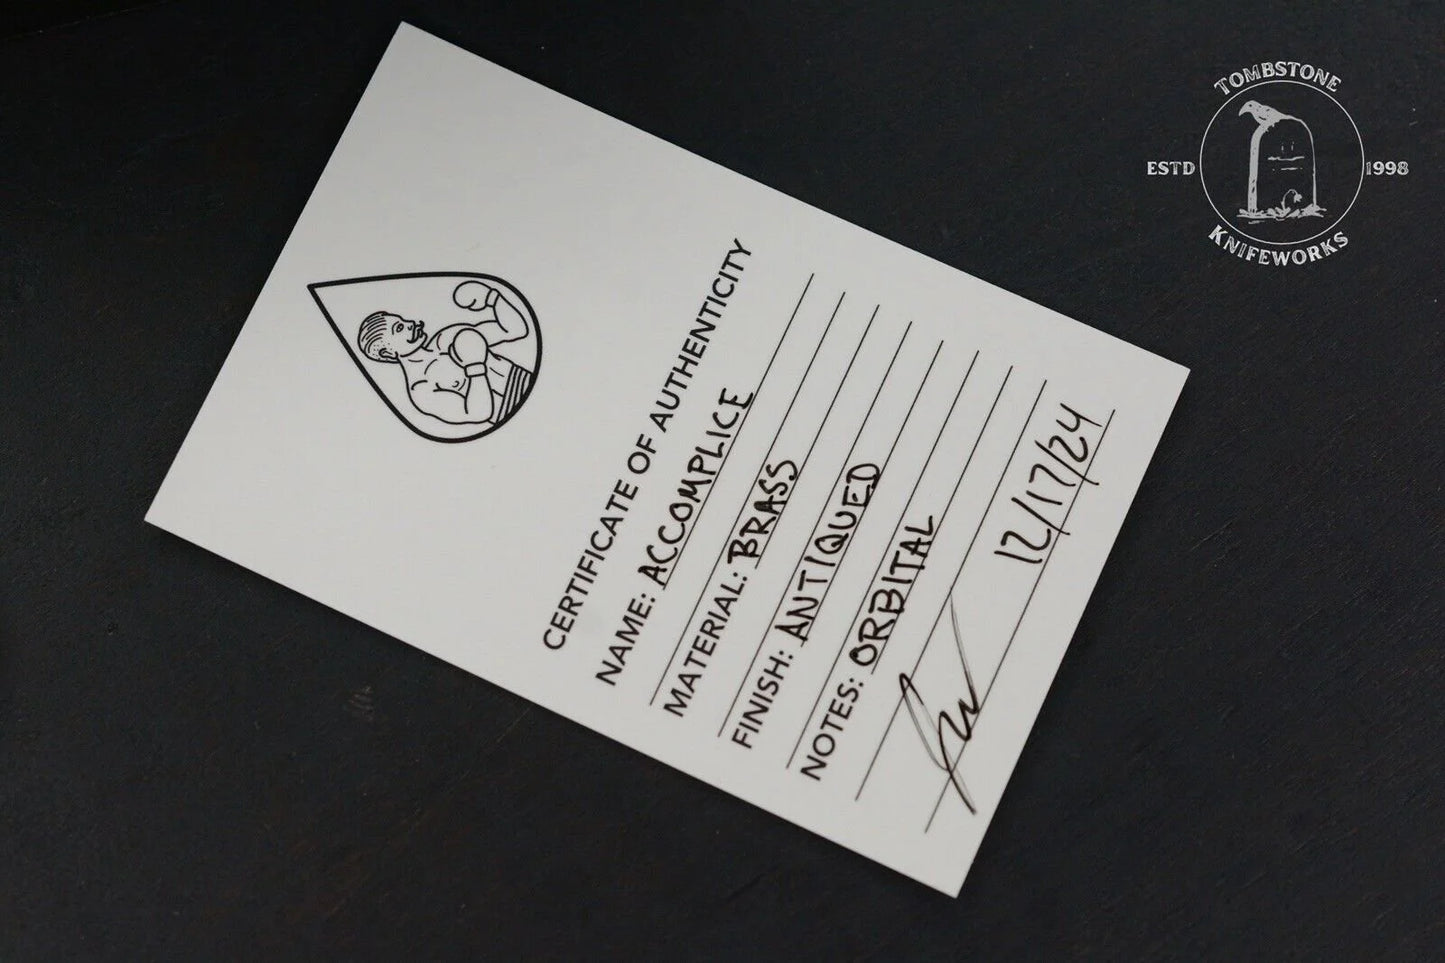 CERTIFICATE OF AUTHENTICITY
NAME: ACCOMPLICE
MATERIAL: BRASS
FINISH: ANTIQUED
NOTES: ORBITAL
12/17/24
TOMBSTONE
ESTD 1998
KNIFEWORKS